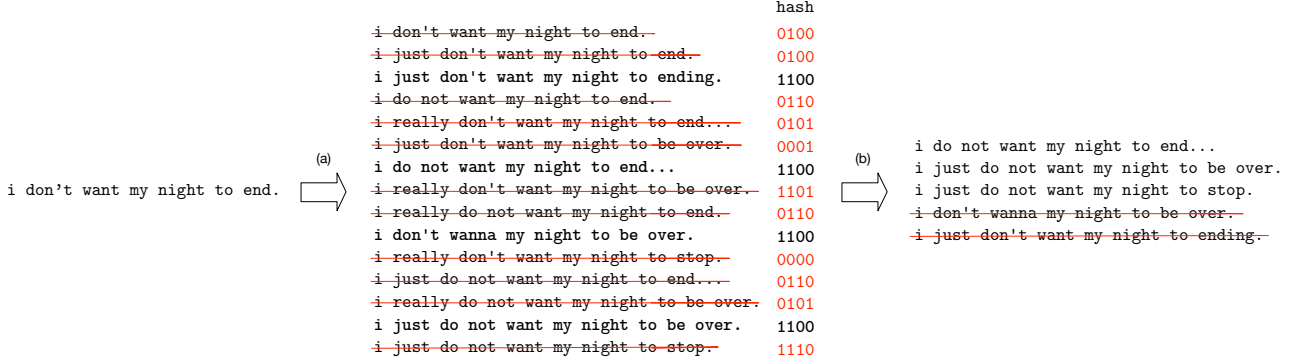 hash
i don't want my night to end. 0100
i just don't want my night to end. 0100
i just don't want my night to ending. 1100
i do not want my night to end. 0110
i really don't want my night to end... 0101
i just don't want my night to be over. 0001
i do not want my night to end... 1100
i really don't want my night to be over. 1101
i really do not want my night to end. 0110
i don't wanna my night to be over. 1100
i really don't want my night to stop. 0000
i just do not want my night to end... 0110
i really do not want my night to be over. 0101
i just do not want my night to be over. 1100
i just do not want my night to stop. 1110
i don't want my night to end.
(a)
(b)
i do not want my night to end...
i just do not want my night to be over.
i just do not want my night to stop.
i don't wanna my night to be over.
i just don't want my night to ending.